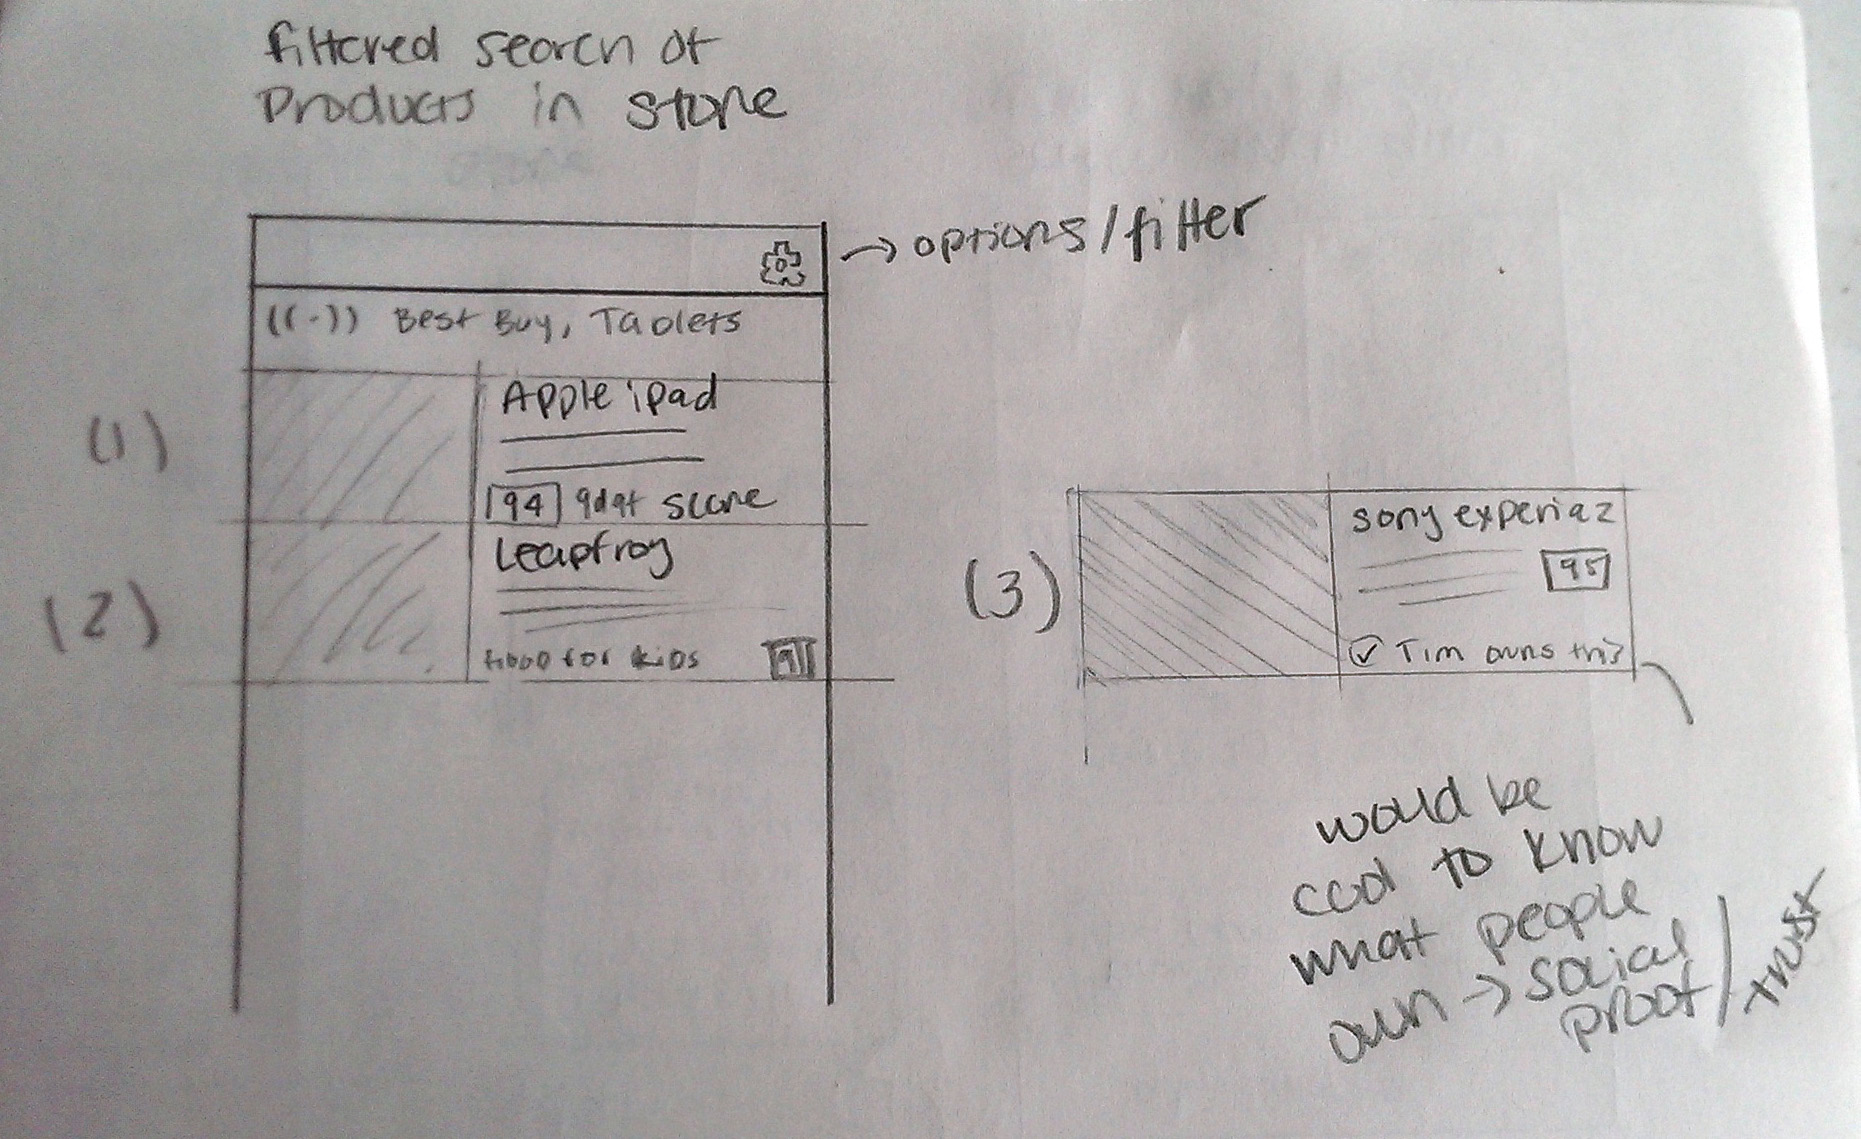 filtered search of
products in store
→ options/filter
((·)) Best Buy, Tablets
(1)
Apple ipad
94 gdgt score
(2)
Leapfrog
good for kids 91
(3)
sony experia z
95
Tim owns this
would be
cool to know
what people
own → social
proof/trust